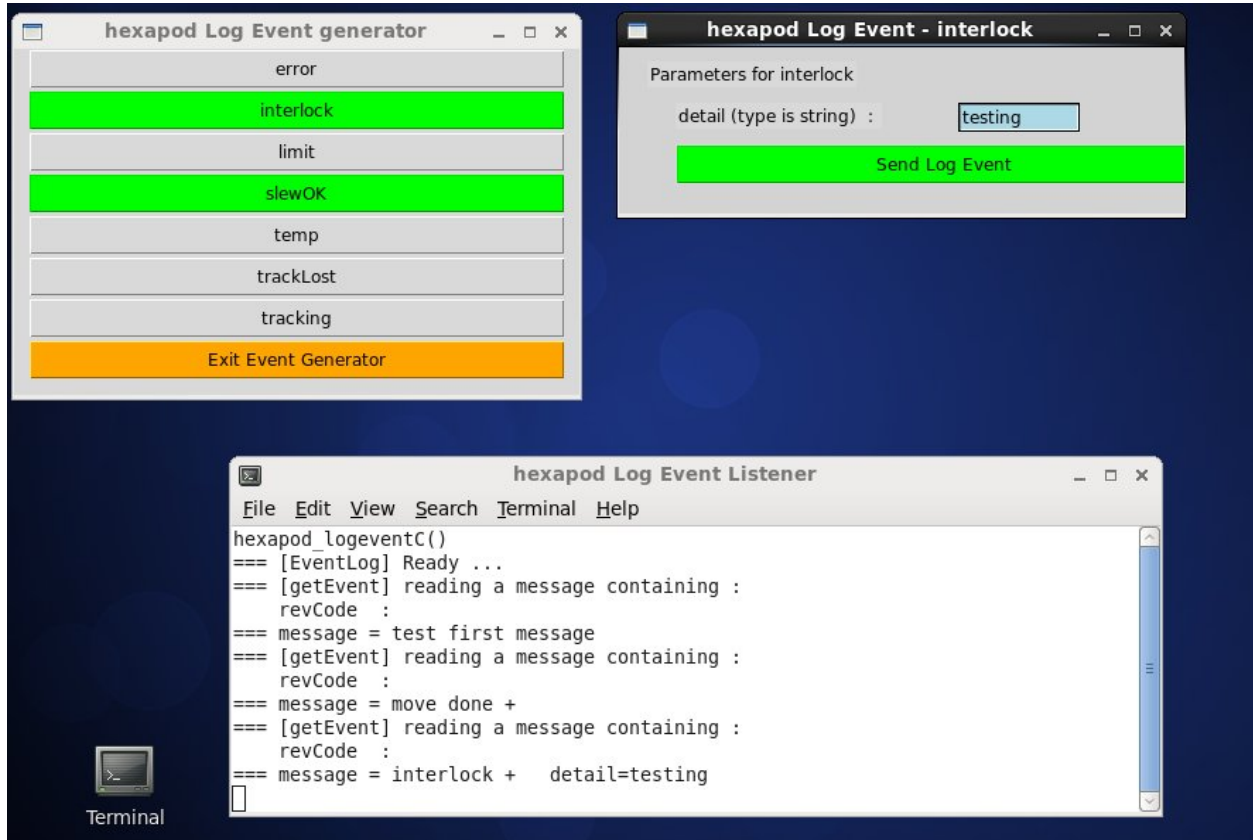 hexapod Log Event generator
error
interlock
limit
slewOK
temp
trackLost
tracking
Exit Event Generator
hexapod Log Event - interlock
Parameters for interlock
detail (type is string) : testing
Send Log Event
hexapod Log Event Listener
File Edit View Search Terminal Help
hexapod_logeventC()
=== [EventLog] Ready ...
=== [getEvent] reading a message containing :
revCode :
=== message = test first message
=== [getEvent] reading a message containing :
revCode :
=== message = move done +
=== [getEvent] reading a message containing :
revCode :
=== message = interlock + detail=testing
Terminal